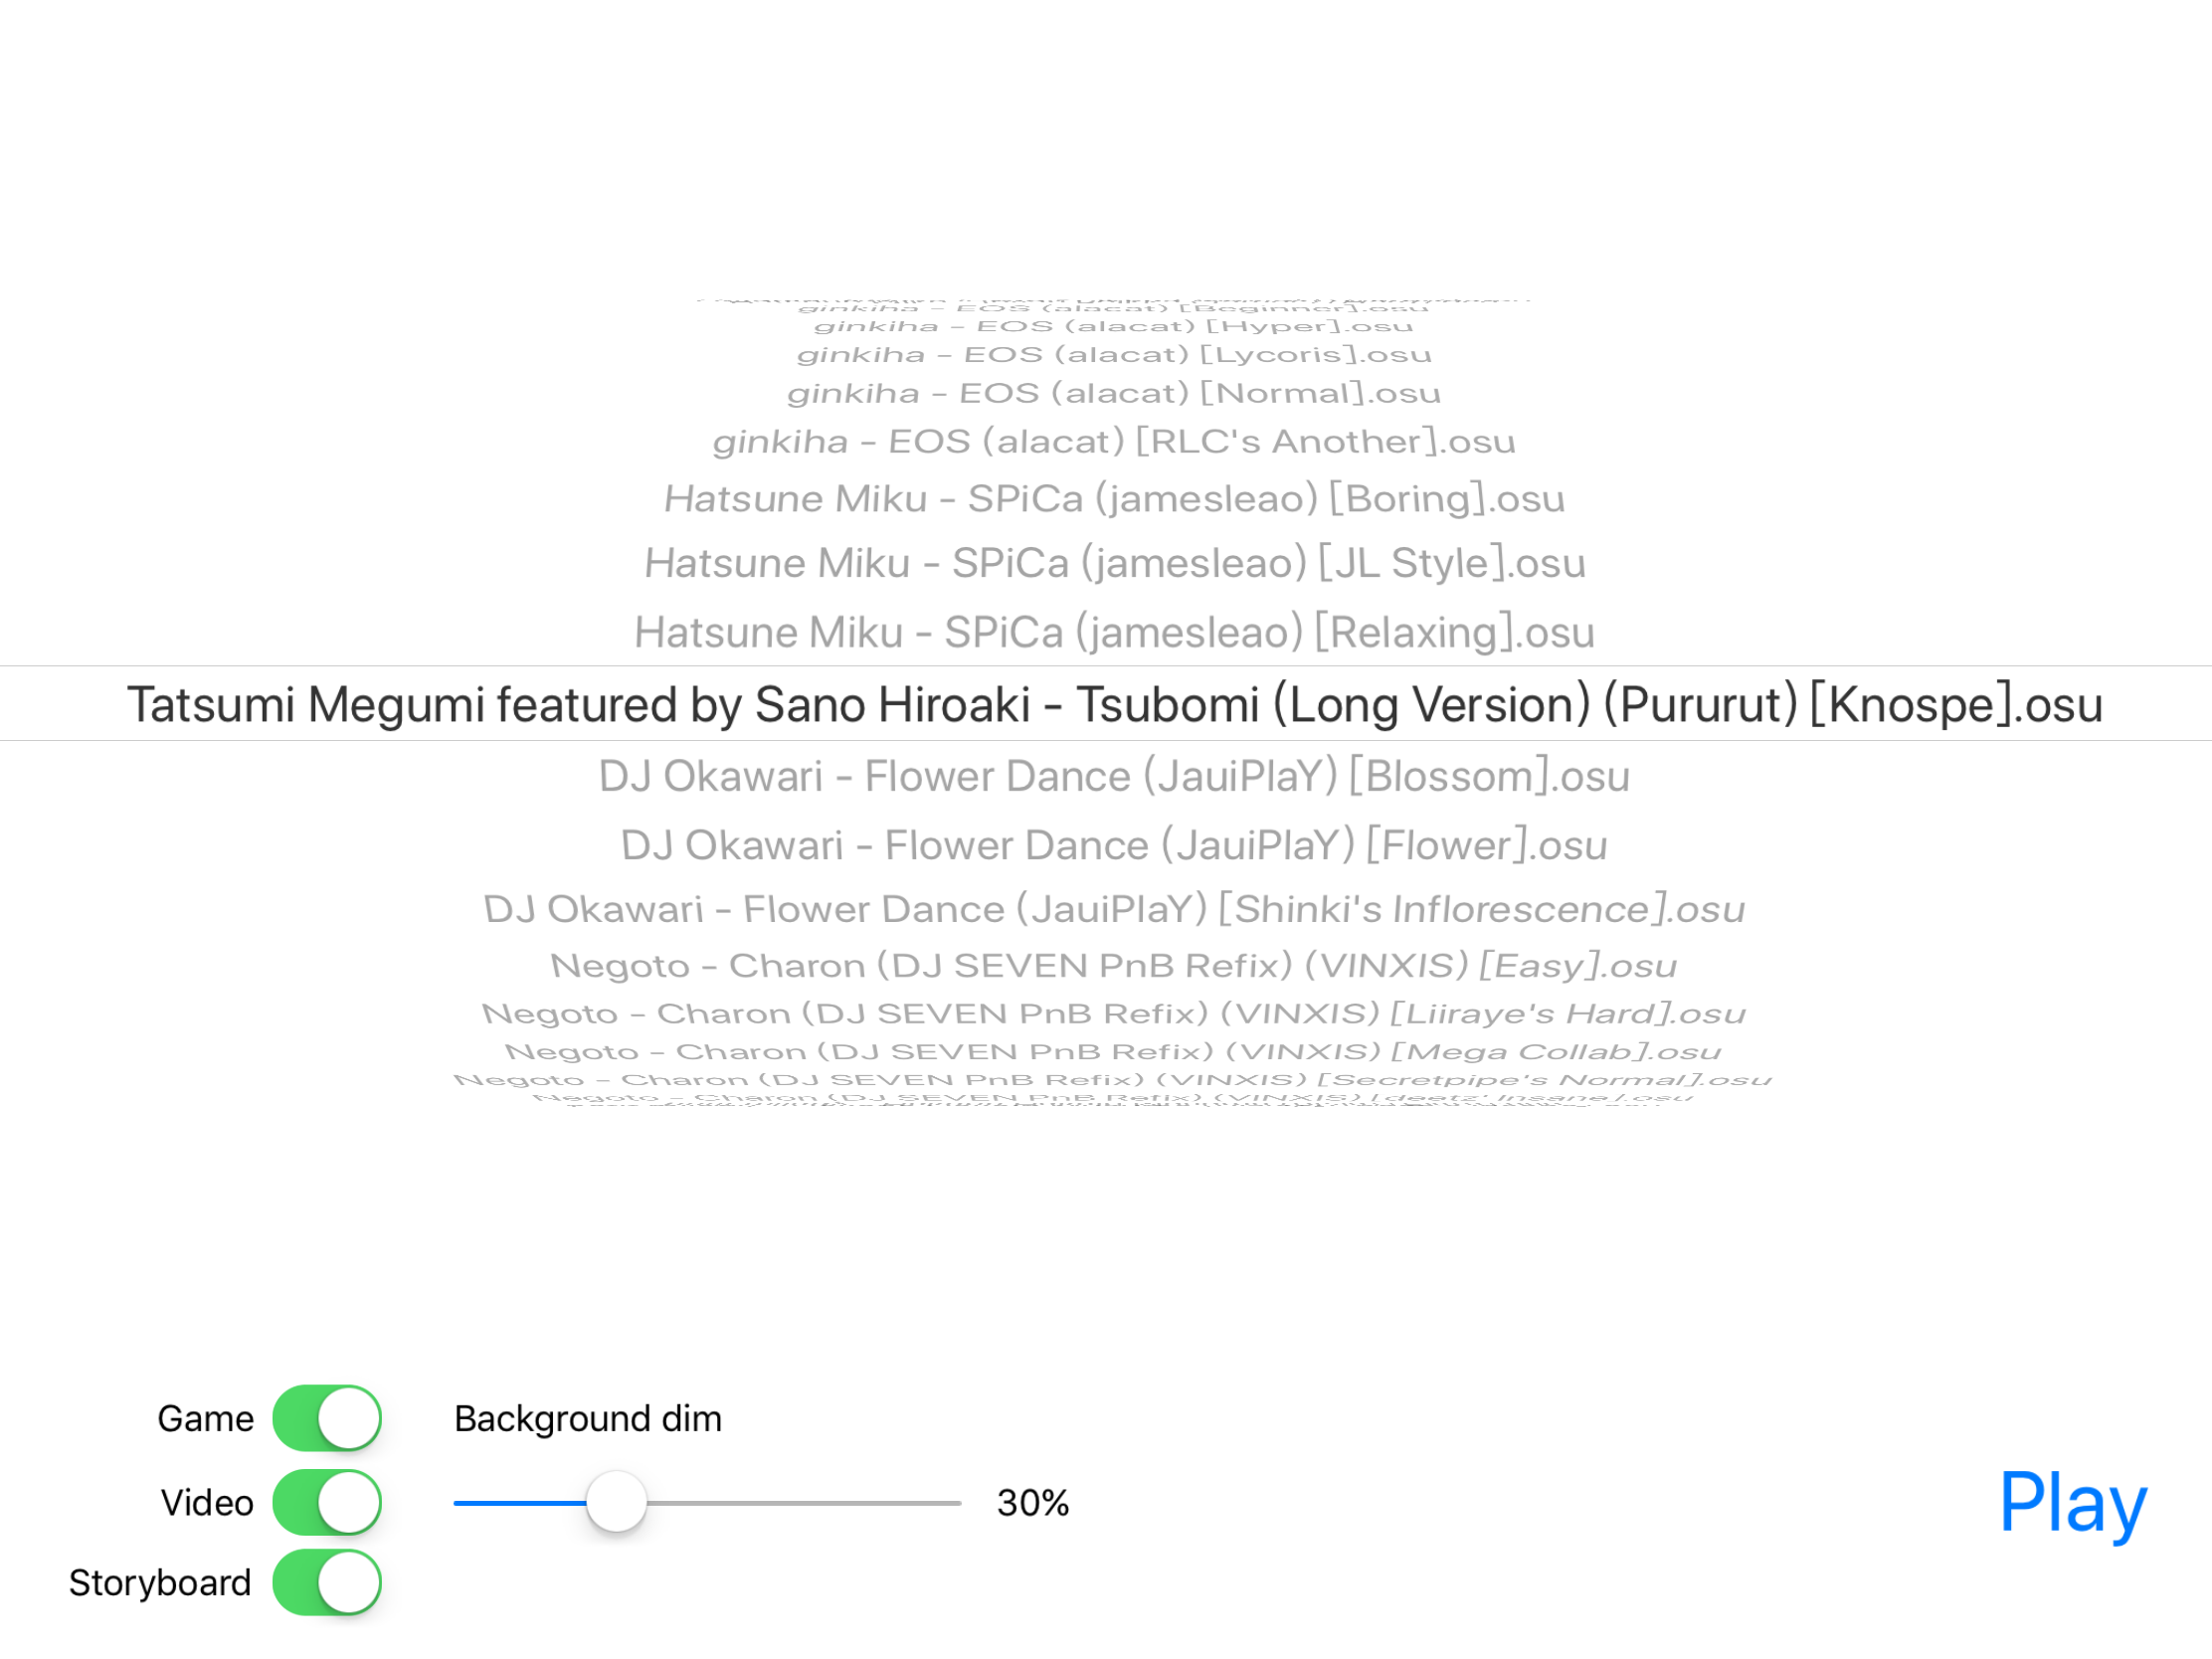 ginkiha - EOS (alacat) [Beginner].osu
ginkiha - EOS (alacat) [Hyper].osu
ginkiha - EOS (alacat) [Lycoris].osu
ginkiha - EOS (alacat) [Normal].osu
ginkiha - EOS (alacat) [RLC's Another].osu
Hatsune Miku - SPiCa (jamesleao) [Boring].osu
Hatsune Miku - SPiCa (jamesleao) [JL Style].osu
Hatsune Miku - SPiCa (jamesleao) [Relaxing].osu
Tatsumi Megumi featured by Sano Hiroaki - Tsubomi (Long Version) (Pururut) [Knospe].osu
DJ Okawari - Flower Dance (JauiPlaY) [Blossom].osu
DJ Okawari - Flower Dance (JauiPlaY) [Flower].osu
DJ Okawari - Flower Dance (JauiPlaY) [Shinki's Inflorescence].osu
Negoto - Charon (DJ SEVEN PnB Refix) (VINXIS) [Easy].osu
Negoto - Charon (DJ SEVEN PnB Refix) (VINXIS) [Liiraye's Hard].osu
Negoto - Charon (DJ SEVEN PnB Refix) (VINXIS) [Mega Collab].osu
Negoto - Charon (DJ SEVEN PnB Refix) (VINXIS) [Secretpipe's Normal].osu
Negoto - Charon (DJ SEVEN PnB Refix) (VINXIS) [deetz' Insane].osu
Game
Background dim
Video
30%
Play
Storyboard